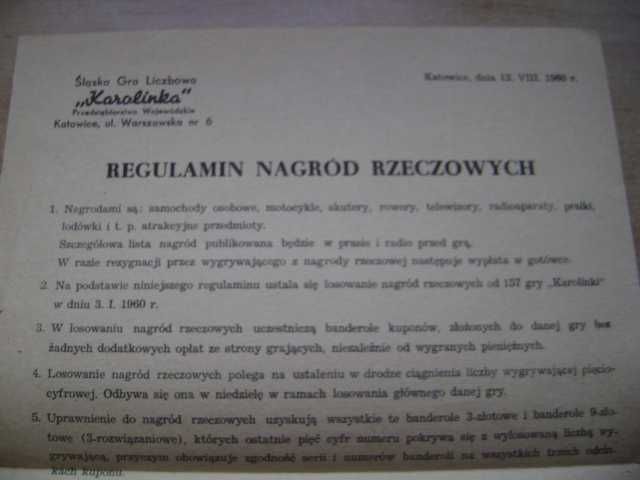 Śląska Gra Liczbowa
„Karolinka"
Przedsiębiorstwo Wojewódzkie
Katowice, ul. Warszawska nr 6
Katowice, dnia 13. VIII. 1960 r.
REGULAMIN NAGRÓD RZECZOWYCH
1. Nagrodami są: samochody osobowe, motocykle, skutery, rowery, telewizory, radioaparaty, pralki,
lodówki i t. p. atrakcyjne przedmioty.
Szczegółowa lista nagród publikowana będzie w prasie i radio przed grą.
W razie rezygnacji przez wygrywającego z nagrody rzeczowej następuje wypłata w gotówce.
2. Na podstawie niniejszego regulaminu ustala się losowanie nagród rzeczowych od 157 gry „Karolinki"
w dniu 3. I. 1960 r.
3. W losowaniu nagród rzeczowych uczestniczą banderole kuponów, złożonych do danej gry bez
żadnych dodatkowych opłat ze strony grających, niezależnie od wygranych pieniężnych.
4. Losowanie nagród rzeczowych polega na ustaleniu w drodze ciągnienia liczby wygrywającej pięcio-
cyfrowej. Odbywa się ona w niedzielę w ramach losowania głównego danej gry.
5. Uprawnienie do nagród rzeczowych uzyskują wszystkie te banderole 3-złotowe i banderole 9-zło-
towe (3-rozwiązaniowe), których ostatnie pięć cyfr numeru pokrywa się z wylosowaną liczbą wy-
grywającą, przyczym obowiązuje zgodność serii i numerów banderoli na wszystkich trzech odcin-
kach kuponu.